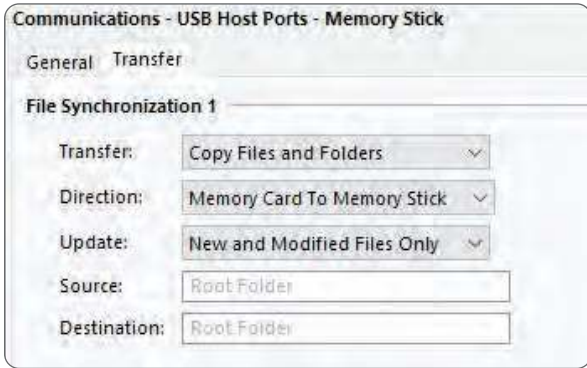 Communications - USB Host Ports - Memory Stick
General Transfer
File Synchronization 1
Transfer: Copy Files and Folders
Direction: Memory Card To Memory Stick
Update: New and Modified Files Only
Source: Root Folder
Destination: Root Folder